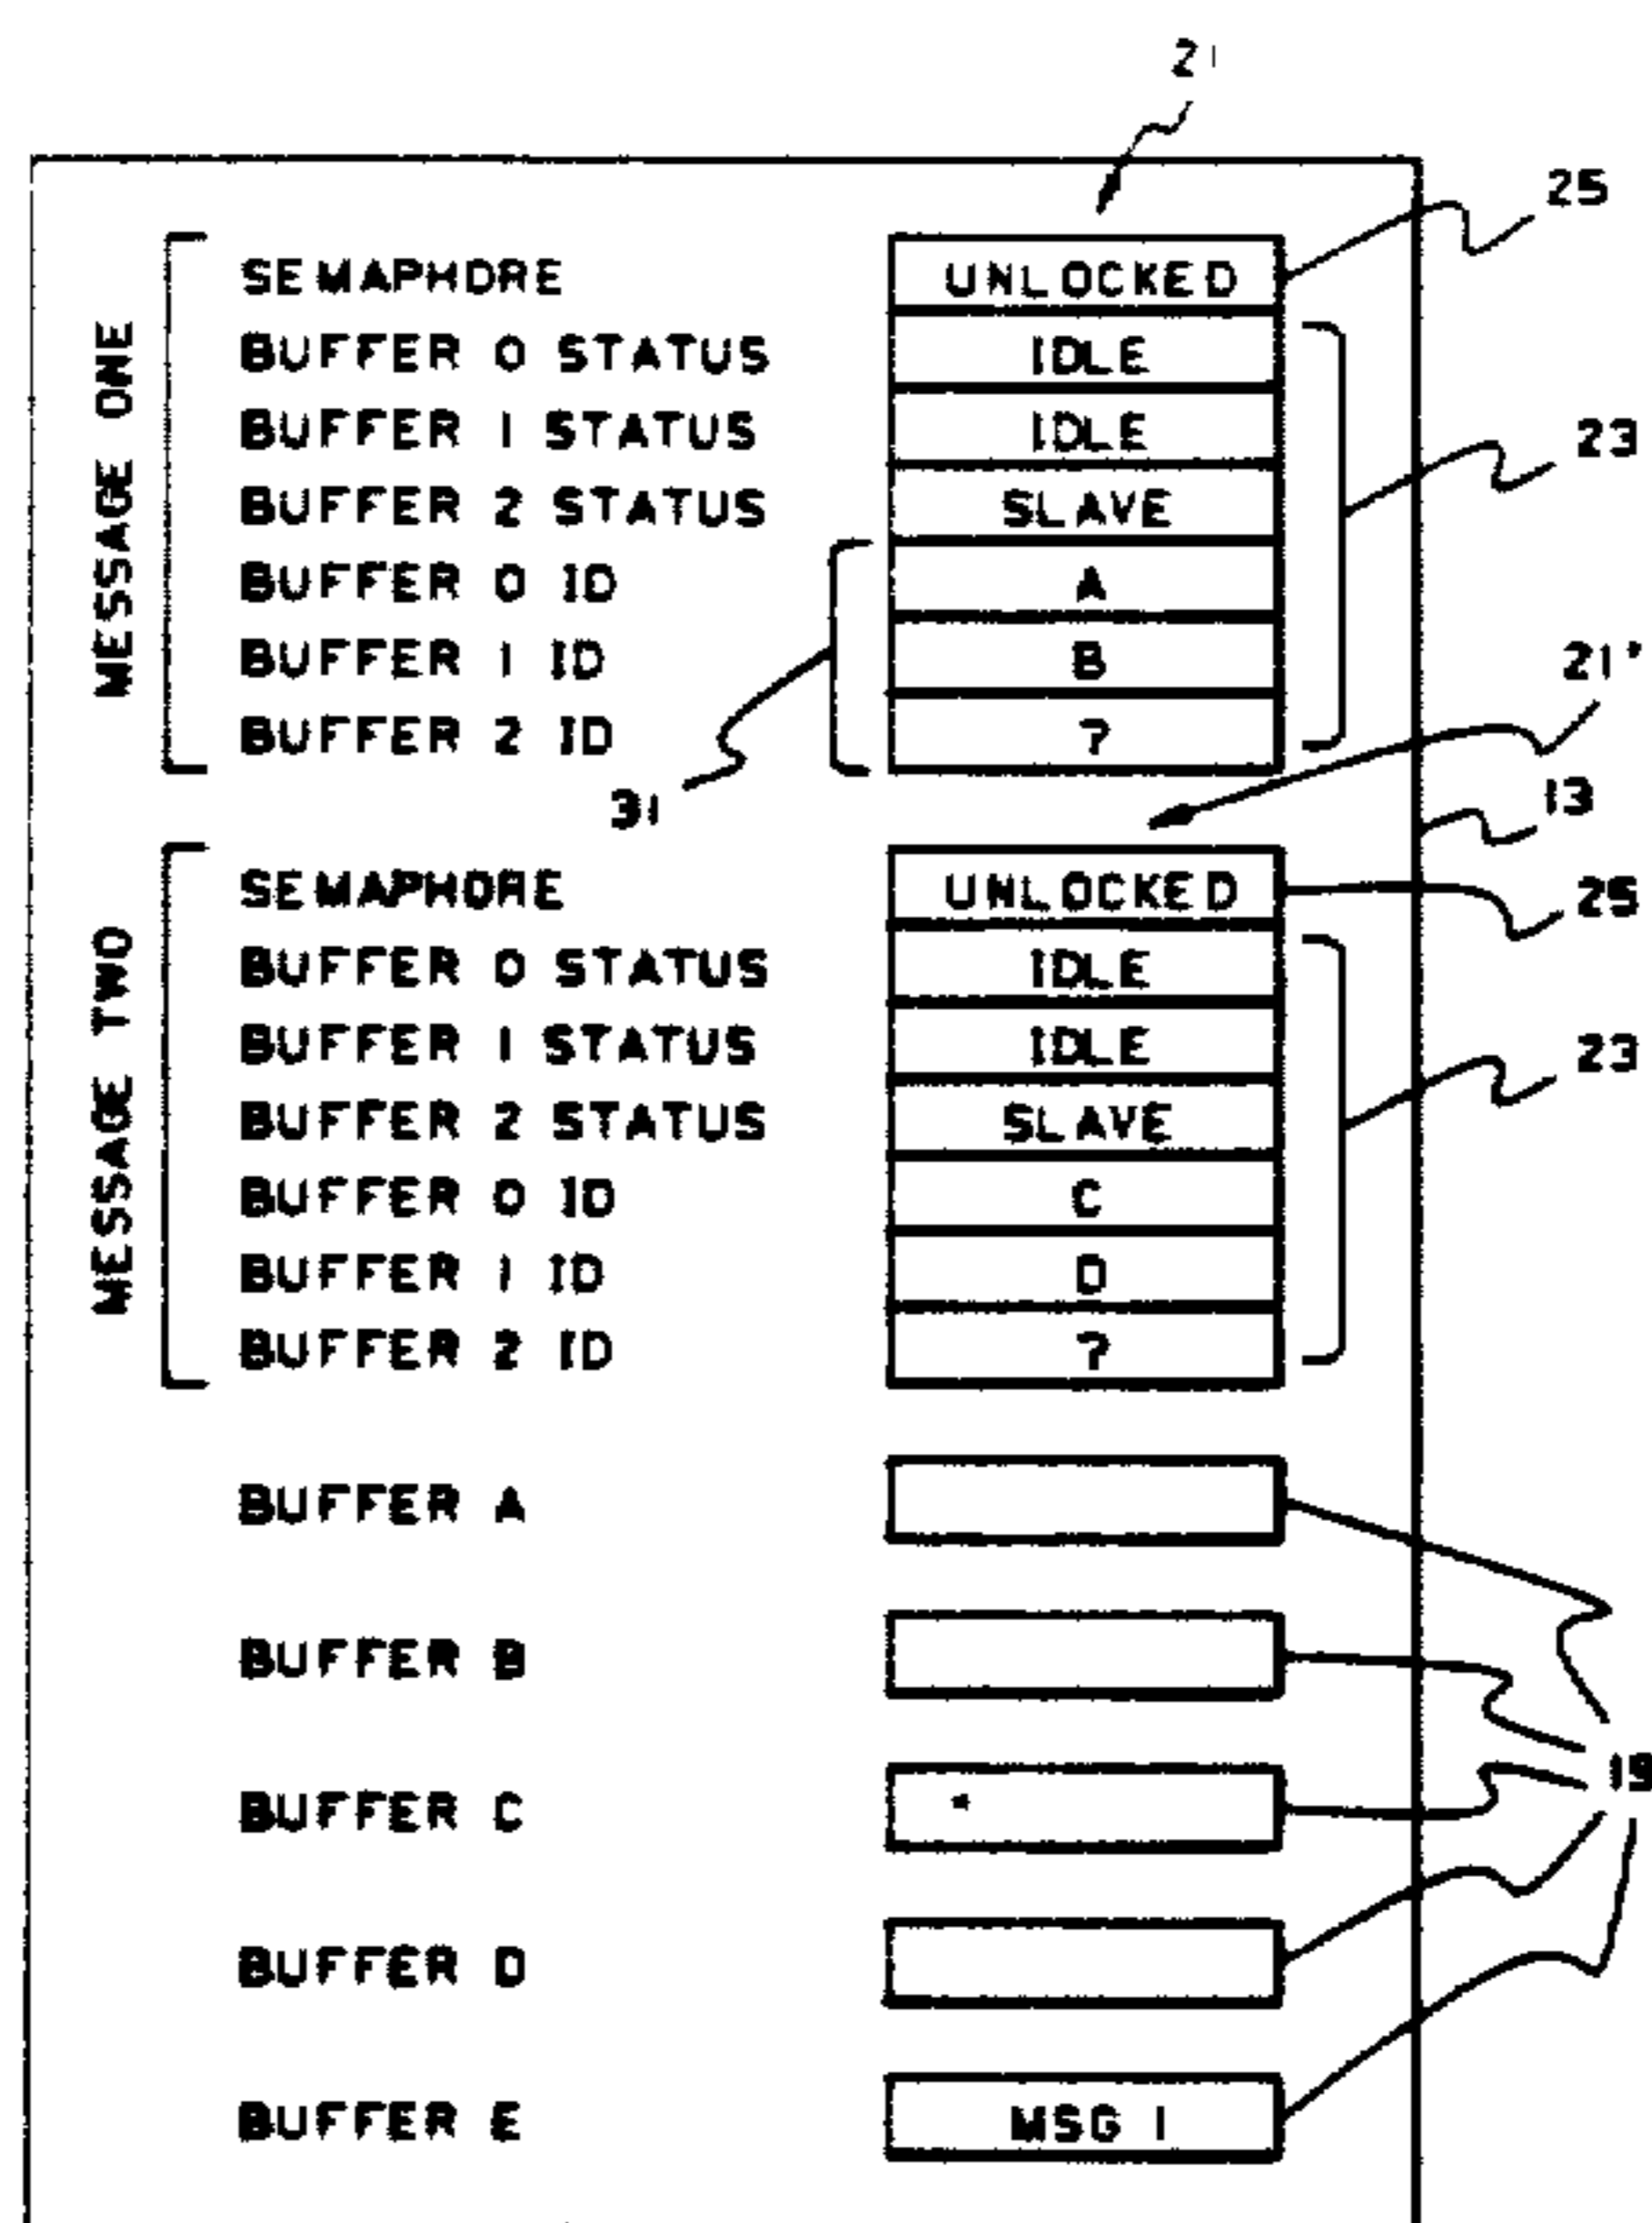 21
25
MESSAGE ONE
SEMAPHORE UNLOCKED
BUFFER 0 STATUS IDLE
BUFFER 1 STATUS IDLE
23
BUFFER 2 STATUS SLAVE
BUFFER 0 ID A
BUFFER 1 ID B
21'
BUFFER 2 ID ?
31
13
MESSAGE TWO
SEMAPHORE UNLOCKED
25
BUFFER 0 STATUS IDLE
BUFFER 1 STATUS IDLE
23
BUFFER 2 STATUS SLAVE
BUFFER 0 ID C
BUFFER 1 ID D
BUFFER 2 ID ?
BUFFER A
BUFFER B
19
BUFFER C
BUFFER D
BUFFER E MSG 1